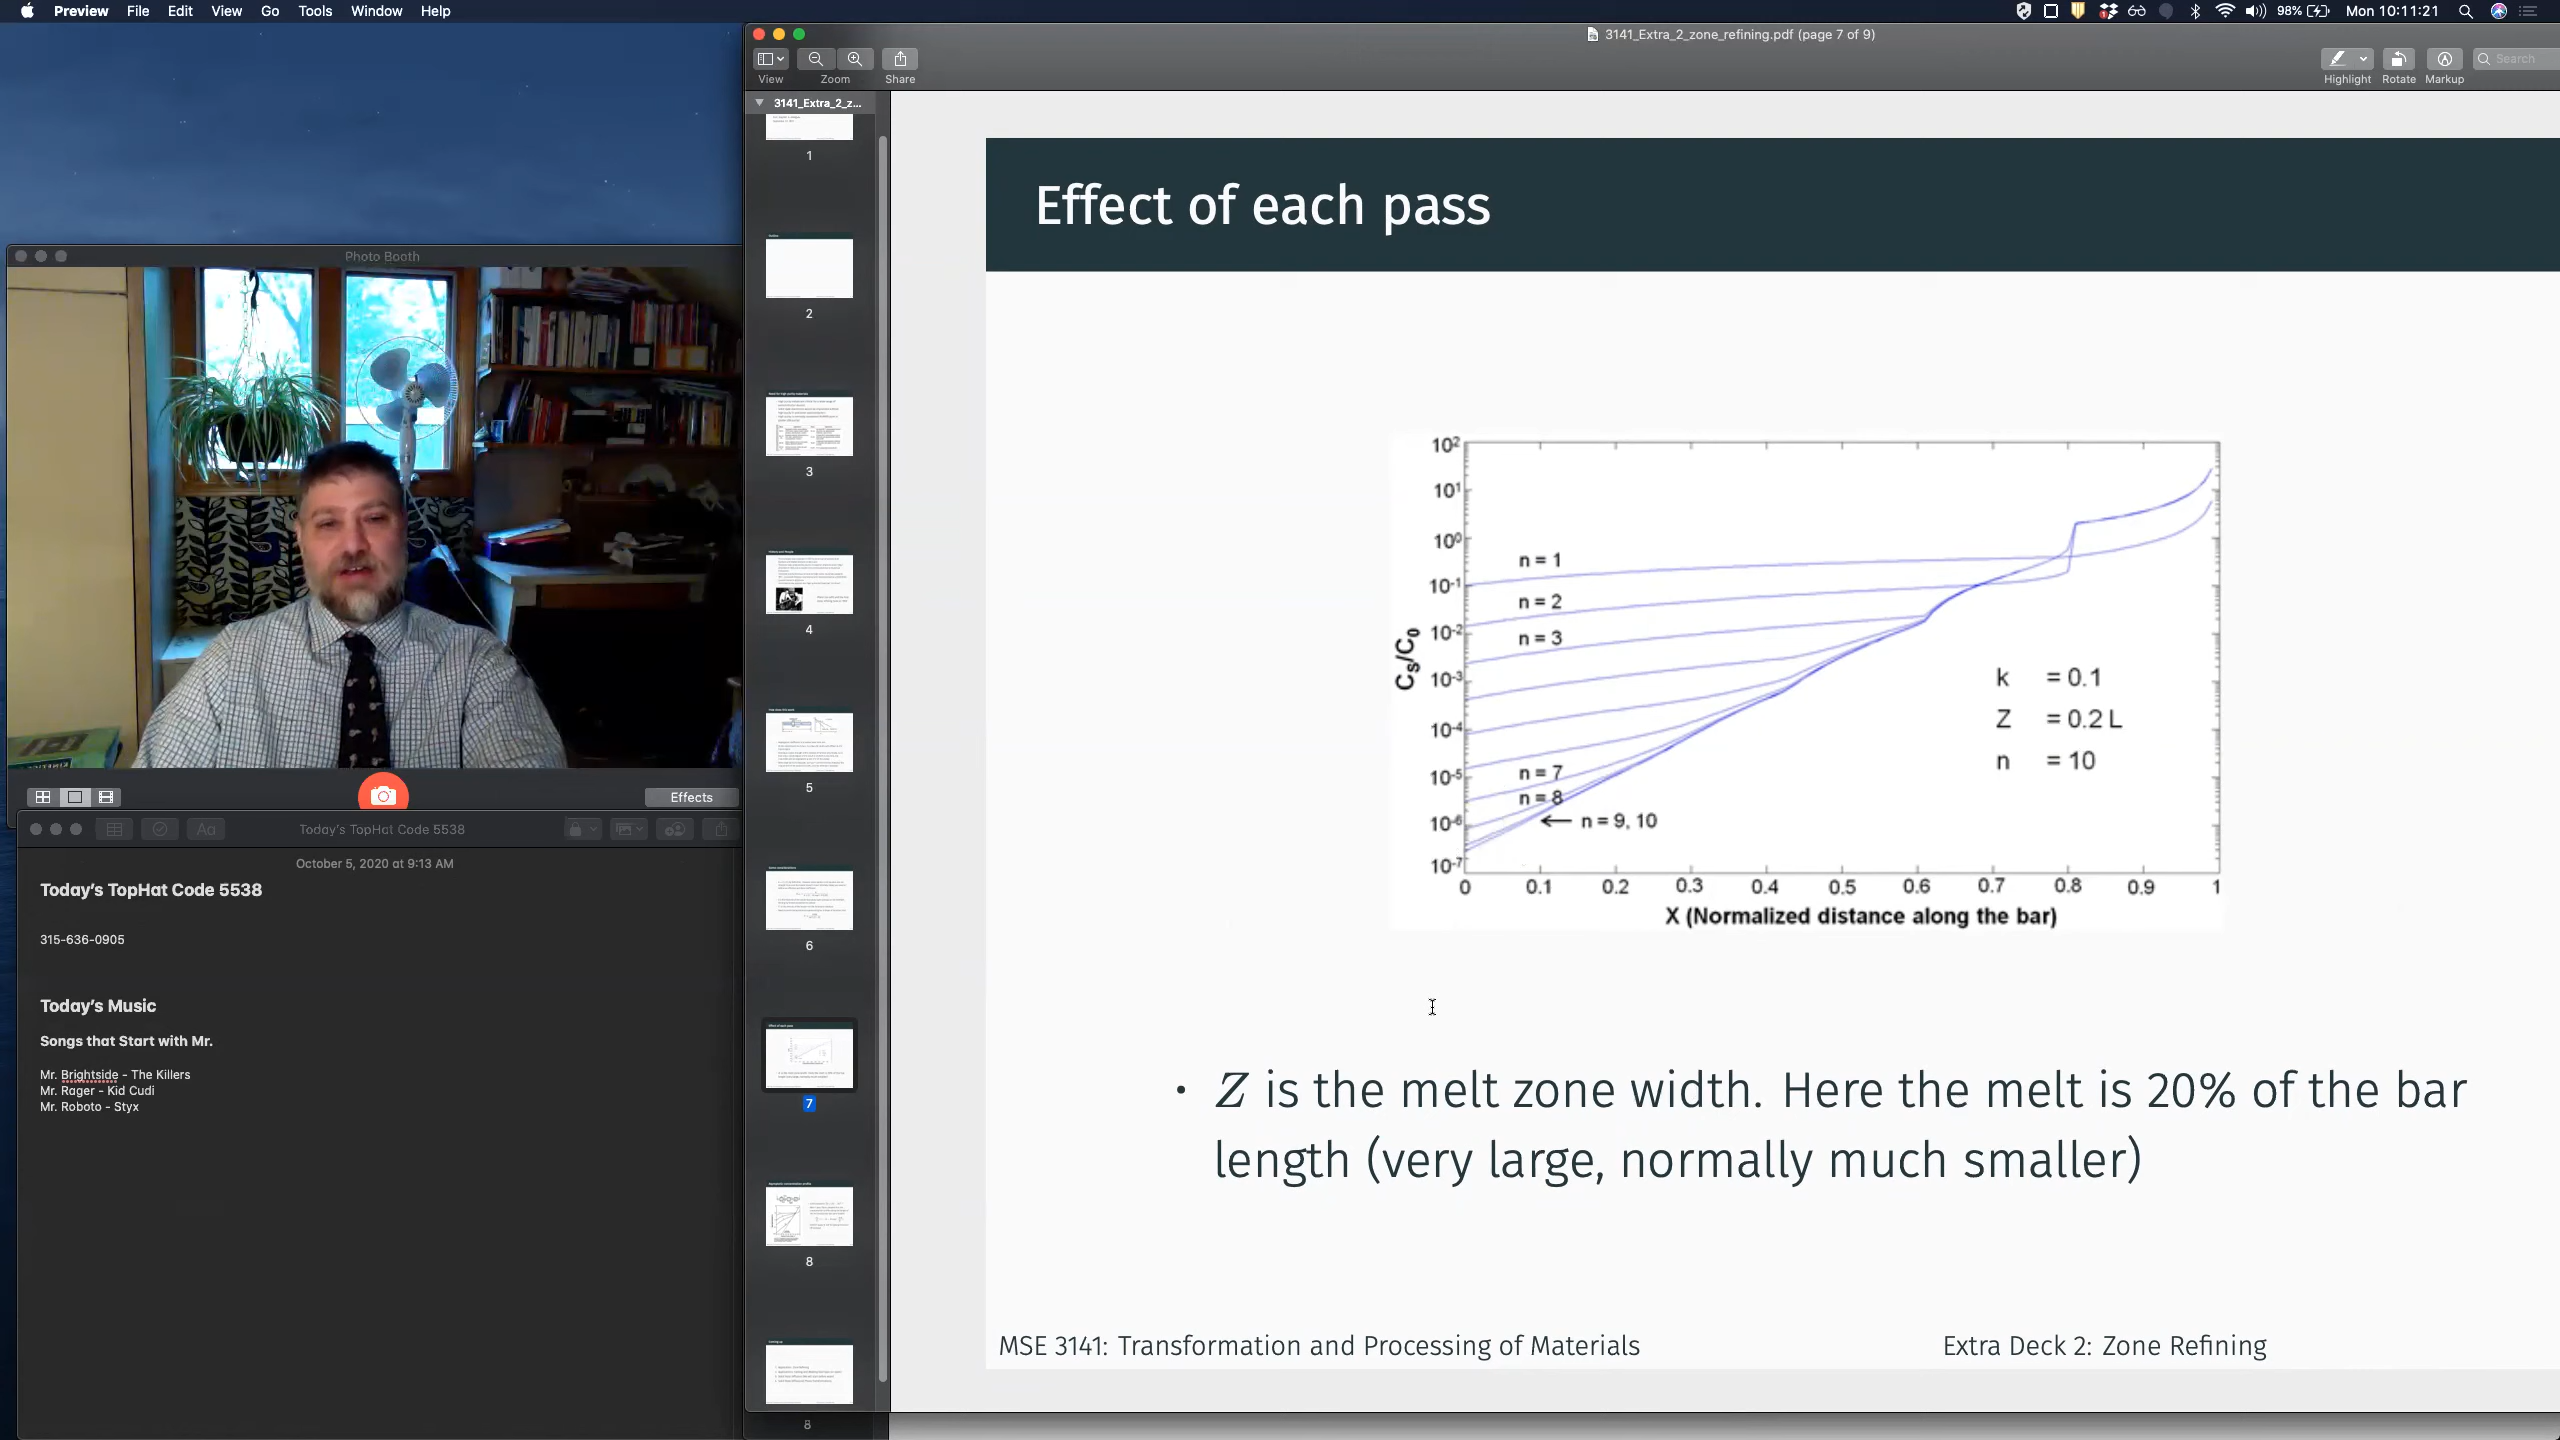 Preview File Edit View Go Tools Window Help
98% Mon 10:11:21
3141_Extra_2_zone_refining.pdf (page 7 of 9)
View Zoom Share
Highlight Rotate Markup
Search
3141_Extra_2_z...
1
2
3
4
5
6
7
8
8
Photo Booth
Effects
Today's TopHat Code 5538
October 5, 2020 at 9:13 AM
Today's TopHat Code 5538
315-636-0905
Today's Music
Songs that Start with Mr.
Mr. Brightside - The Killers
Mr. Rager - Kid Cudi
Mr. Roboto - Styx
Effect of each pass
10²
10¹
10⁰
10⁻¹
10⁻²
10⁻³
10⁻⁴
10⁻⁵
10⁻⁶
10⁻⁷
Cₛ/C₀
n = 1
n = 2
n = 3
n = 7
n = 8
← n = 9, 10
k = 0.1
Z = 0.2 L
n = 10
0 0.1 0.2 0.3 0.4 0.5 0.6 0.7 0.8 0.9 1
X (Normalized distance along the bar)
• Z is the melt zone width. Here the melt is 20% of the bar
length (very large, normally much smaller)
MSE 3141: Transformation and Processing of Materials
Extra Deck 2: Zone Refining